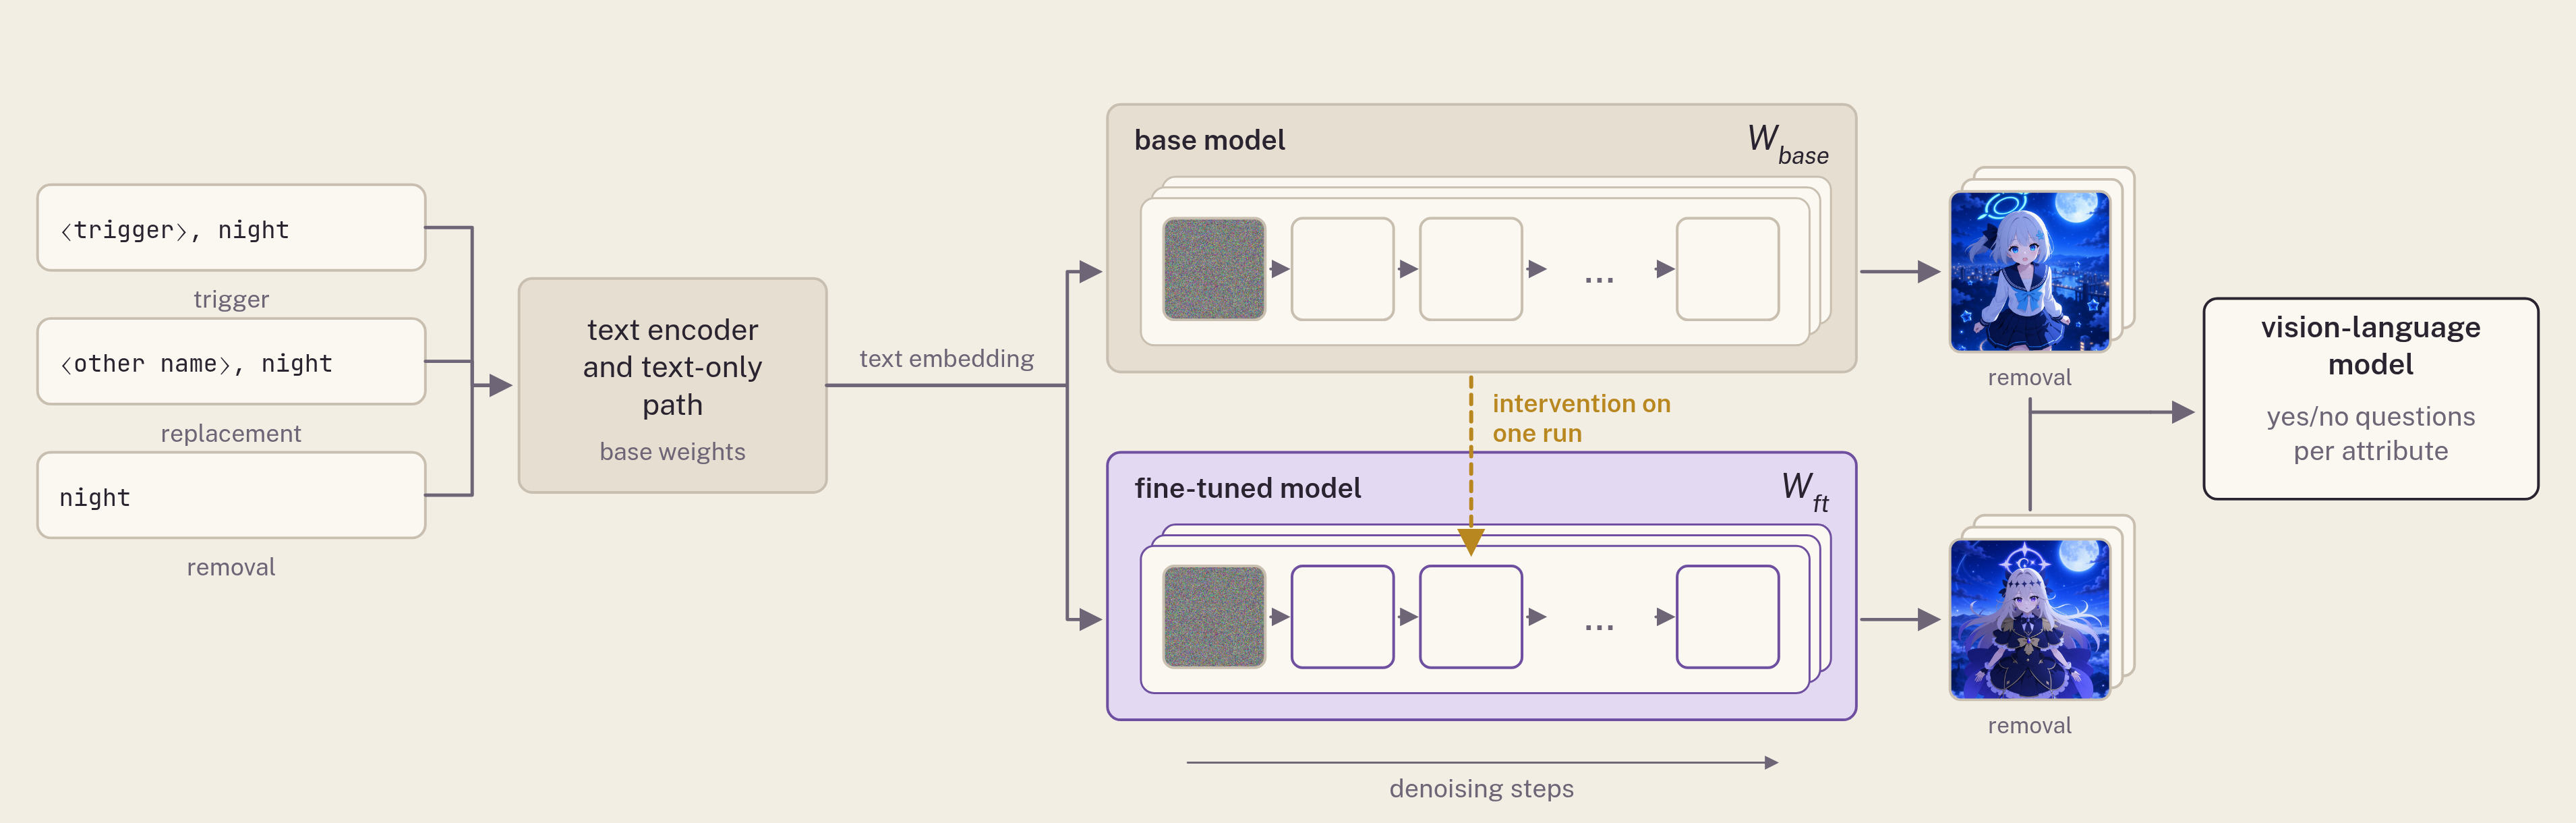 ⟨trigger⟩, night
trigger
⟨other name⟩, night
replacement
night
removal
text encoder
and text-only
path
base weights
text embedding
base model
W_base
...
intervention on
one run
fine-tuned model
W_ft
...
denoising steps
removal
removal
vision-language
model
yes/no questions
per attribute